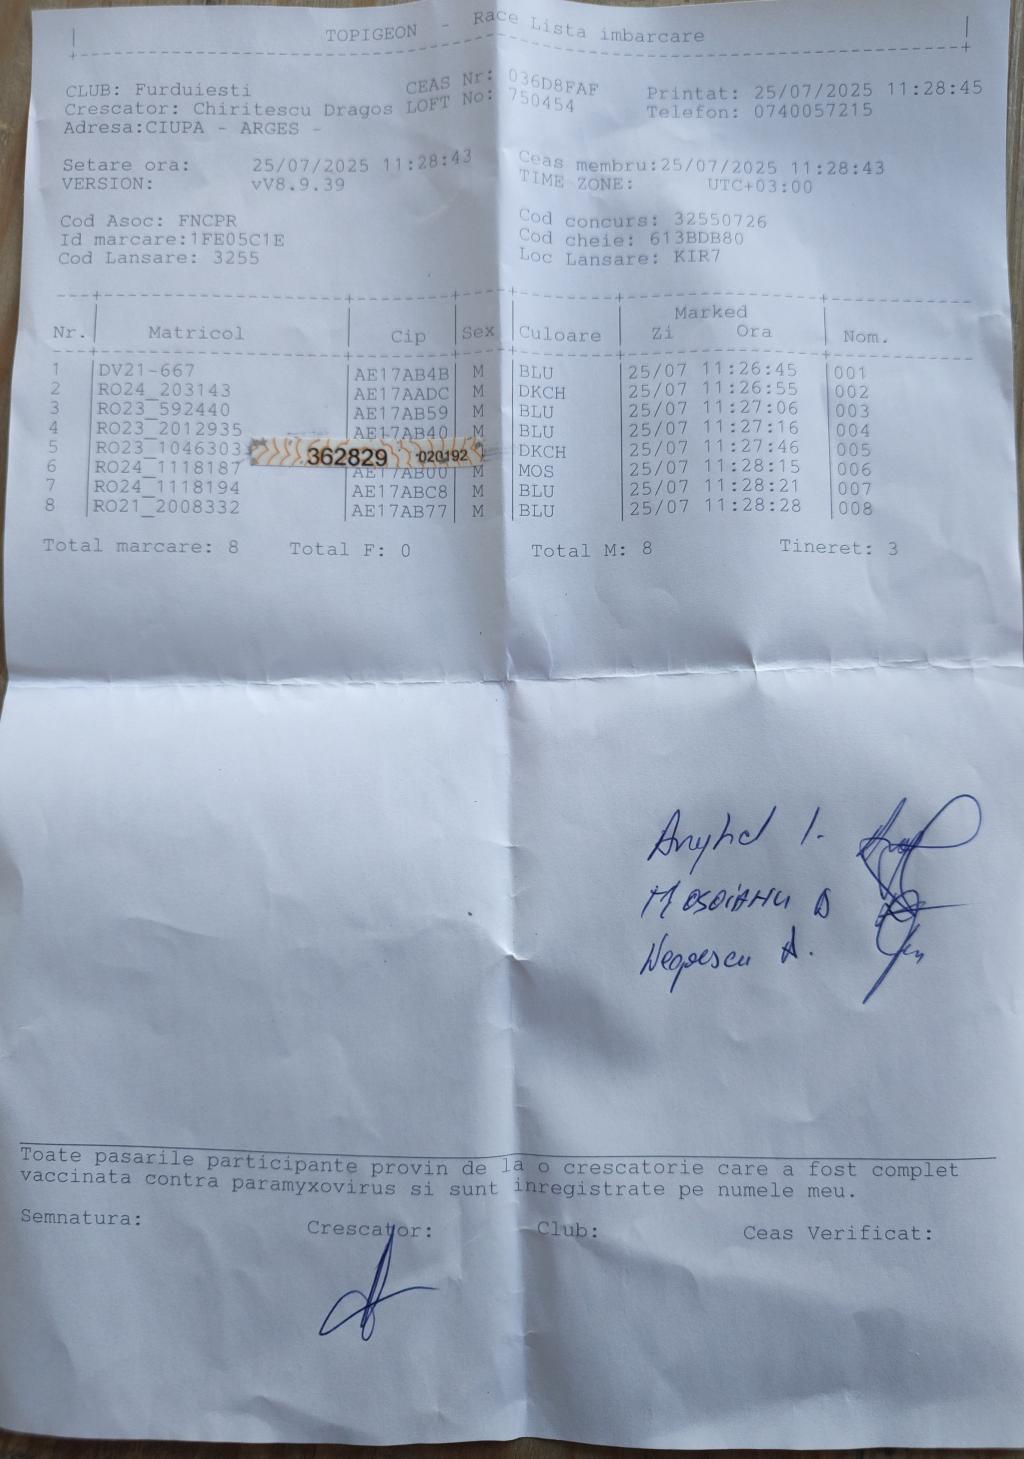 TOPIGEON - Race Lista imbarcare
CLUB: Furduiesti CEAS Nr: 036D8FAF Printat: 25/07/2025 11:28:45
Crescator: Chiritescu Dragos LOFT No: 750454 Telefon: 0740057215
Adresa:CIUPA - ARGES -
Setare ora: 25/07/2025 11:28:43 Ceas membru:25/07/2025 11:28:43
VERSION: vV8.9.39 TIME ZONE: UTC+03:00
Cod Asoc: FNCPR Cod concurs: 32550726
Id marcare:1FE05C1E Cod cheie: 613BDB80
Cod Lansare: 3255 Loc Lansare: KIR7
Marked
Nr. Matricol Cip Sex Culoare Zi Ora Nom.
1 DV21-667 AE17AB4B M BLU 25/07 11:26:45 001
2 RO24_203143 AE17AADC M DKCH 25/07 11:26:55 002
3 RO23_592440 AE17AB59 M BLU 25/07 11:27:06 003
4 RO23_2012935 AE17AB40 M BLU 25/07 11:27:16 004
5 RO23_1046303 362829 020192 DKCH 25/07 11:27:46 005
6 RO24_1118187 AE17AB00 M MOS 25/07 11:28:15 006
7 RO24_1118194 AE17ABC8 M BLU 25/07 11:28:21 007
8 RO21_2008332 AE17AB77 M BLU 25/07 11:28:28 008
Total marcare: 8 Total F: 0 Total M: 8 Tineret: 3
I.
Mosoianu D
Negoescu A.
Toate pasarile participante provin de la o crescatorie care a fost complet
vaccinata contra paramyxovirus si sunt inregistrate pe numele meu.
Semnatura: Crescator: Club: Ceas Verificat: